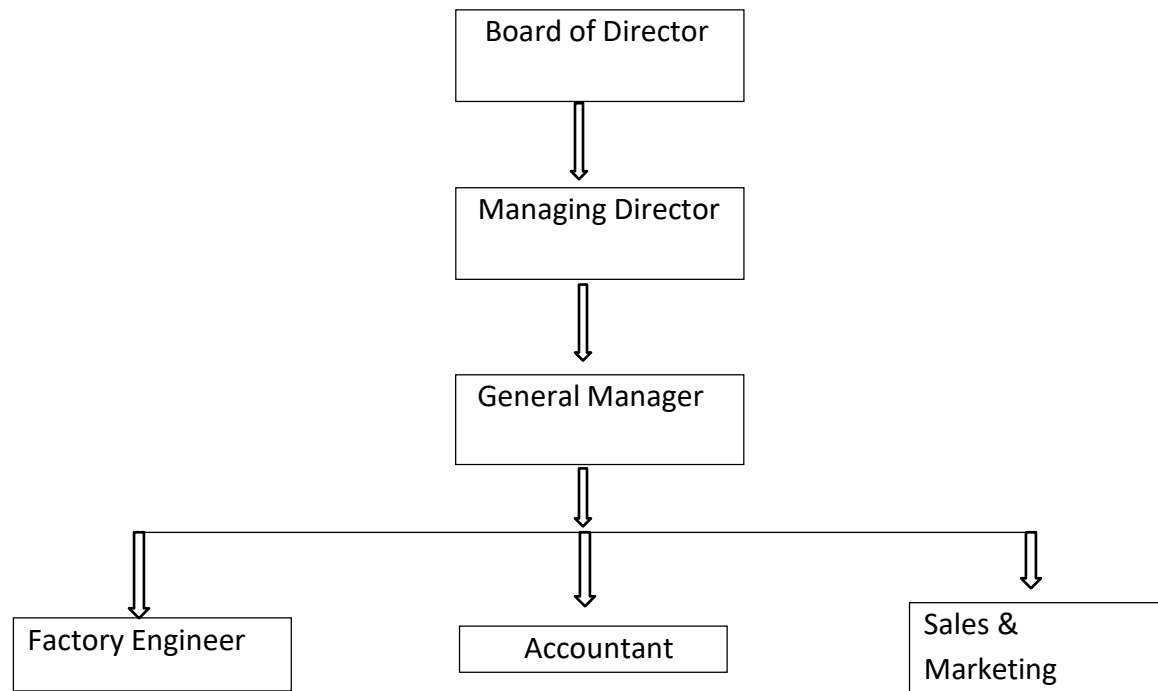 Board of Director
Managing Director
General Manager
Factory Engineer
Accountant
Sales &
Marketing